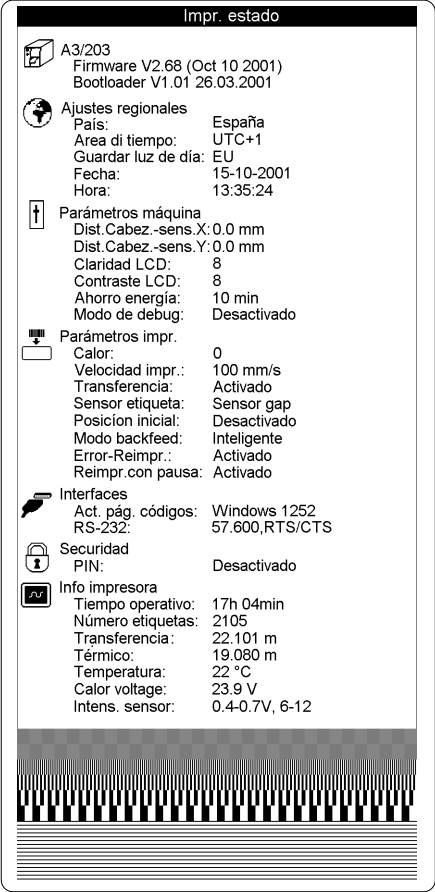 Impr. estado
A3/203
Firmware V2.68 (Oct 10 2001)
Bootloader V1.01 26.03.2001
Ajustes regionales
País: España
Area di tiempo: UTC+1
Guardar luz de día: EU
Fecha: 15-10-2001
Hora: 13:35:24
Parámetros máquina
Dist.Cabez.-sens.X: 0.0 mm
Dist.Cabez.-sens.Y: 0.0 mm
Claridad LCD: 8
Contraste LCD: 8
Ahorro energía: 10 min
Modo de debug: Desactivado
Parámetros impr.
Calor: 0
Velocidad impr.: 100 mm/s
Transferencia: Activado
Sensor etiqueta: Sensor gap
Posicíon inicial: Desactivado
Modo backfeed: Inteligente
Error-Reimpr.: Activado
Reimpr.con pausa: Activado
Interfaces
Act. pág. códigos: Windows 1252
RS-232: 57.600,RTS/CTS
Securidad
PIN: Desactivado
Info impresora
Tiempo operativo: 17h 04min
Número etiquetas: 2105
Transferencia: 22.101 m
Térmico: 19.080 m
Temperatura: 22 °C
Calor voltage: 23.9 V
Intens. sensor: 0.4-0.7V, 6-12